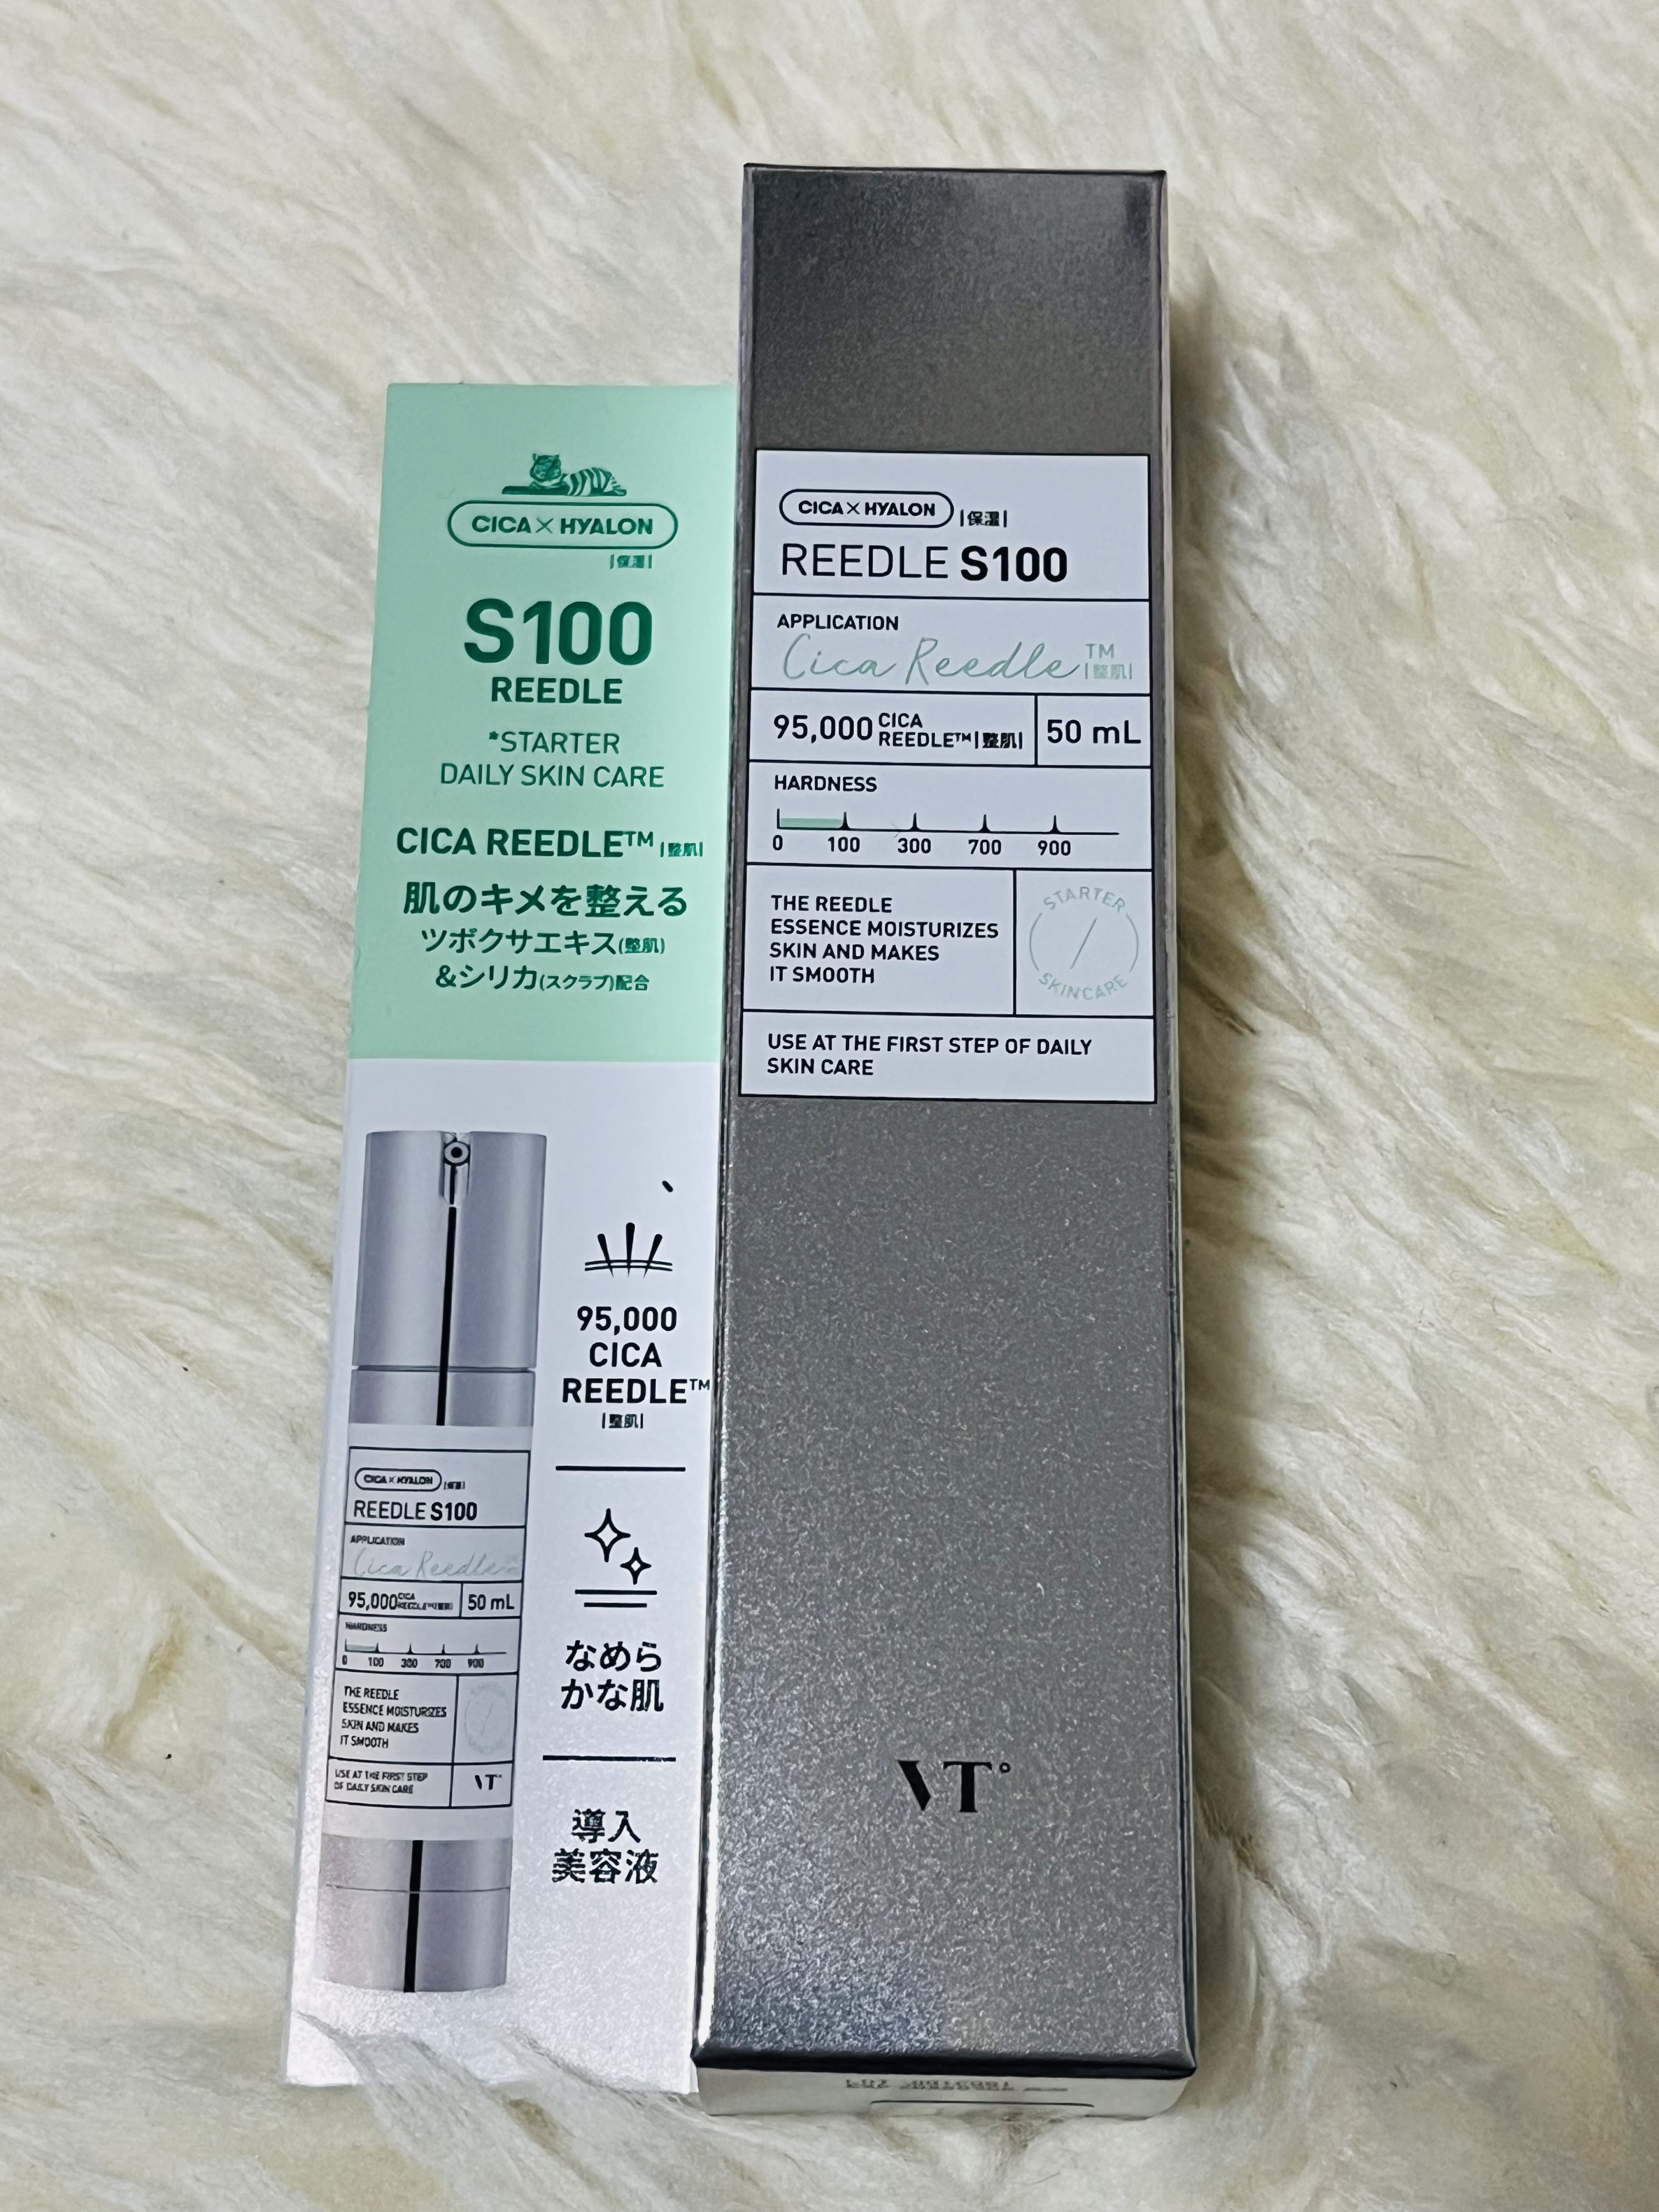 CICA×HYALON
|保湿|
S100
REEDLE
*STARTER
DAILY SKIN CARE
CICA REEDLE™ |整肌|
肌のキメを整える
ツボクサエキス(整肌)
&シリカ(スクラブ)配合
95,000
CICA
REEDLE™
|整肌|
なめら
かな肌
導入
美容液
CICA×HYALON |保湿|
REEDLE S100
APPLICATION
Cica Reedle
95,000 CICA
50 mL
HARDNESS
0 100 300 700 900
THE REEDLE
ESSENCE MOISTURIZES
SKIN AND MAKES
IT SMOOTH
USE AT THE FIRST STEP
OF DAILY SKIN CARE
VT
CICA×HYALON |保湿|
REEDLE S100
APPLICATION
Cica Reedle™ |整肌|
95,000 CICA
REEDLE™ |整肌|
50 mL
HARDNESS
0 100 300 700 900
THE REEDLE
ESSENCE MOISTURIZES
SKIN AND MAKES
IT SMOOTH
STARTER
SKINCARE
USE AT THE FIRST STEP OF DAILY
SKIN CARE
VT